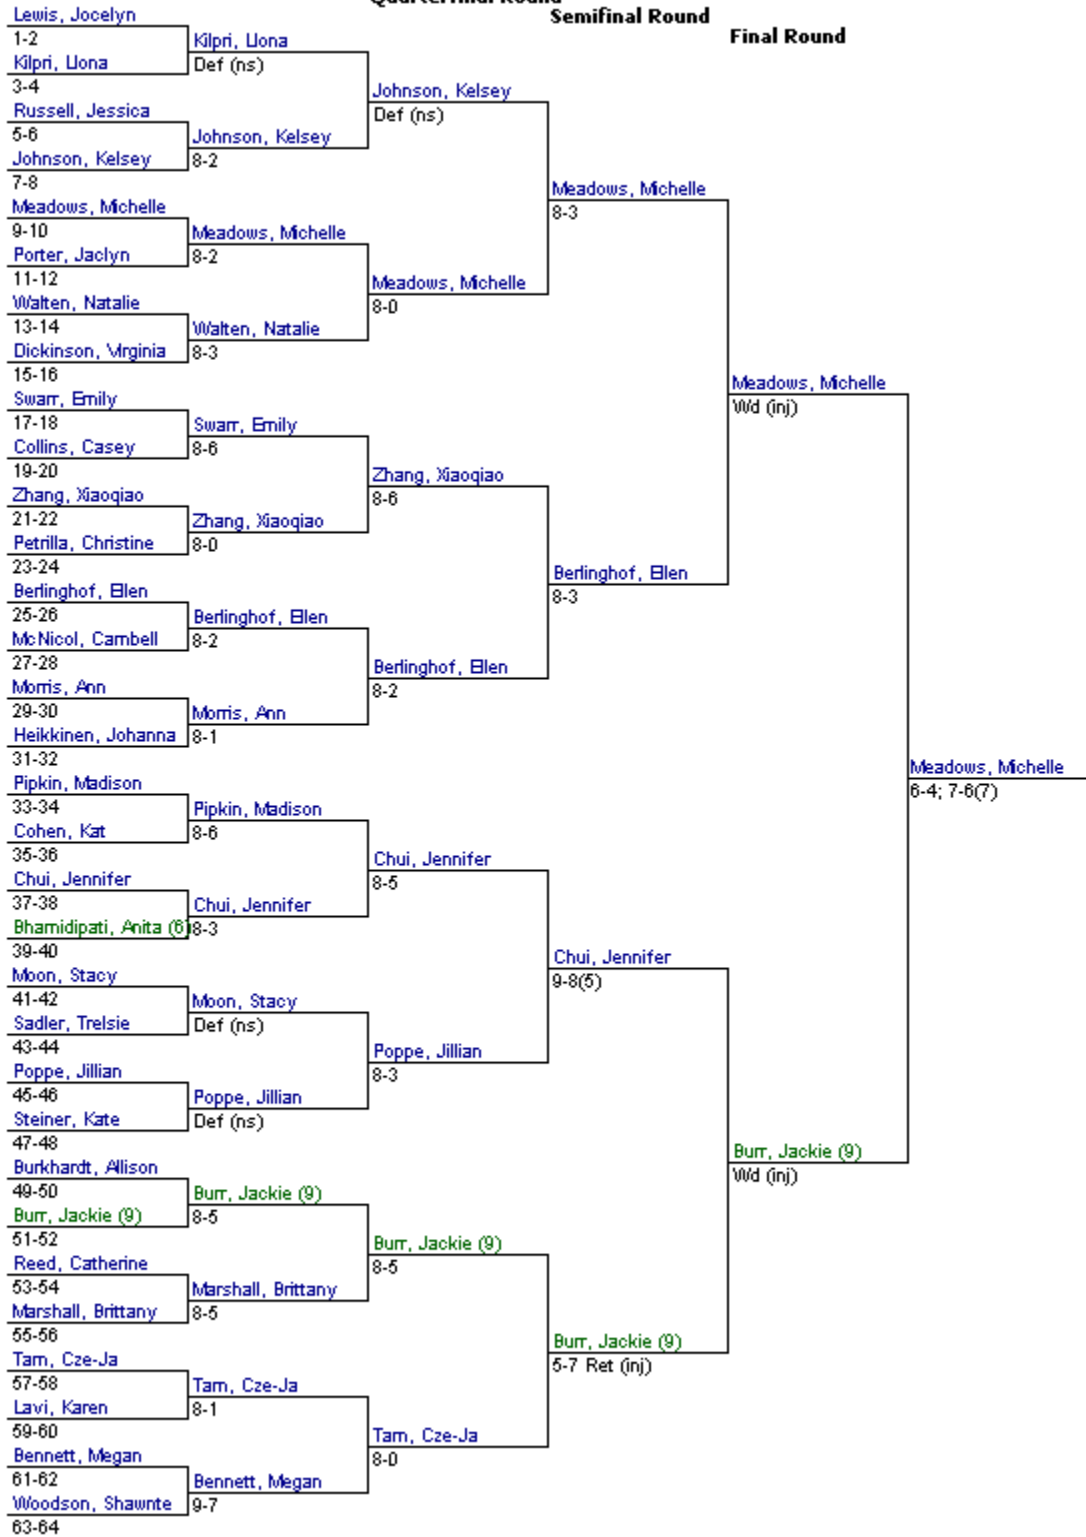 Quarterfinal Round
Semifinal Round
Final Round
Lewis, Jocelyn
1-2
Kilpri, Liona
3-4
Russell, Jessica
5-6
Johnson, Kelsey
7-8
Meadows, Michelle
9-10
Porter, Jaclyn
11-12
Walten, Natalie
13-14
Dickinson, Virginia
15-16
Swarr, Emily
17-18
Collins, Casey
19-20
Zhang, Xiaoqiao
21-22
Petrilla, Christine
23-24
Berlinghof, Ellen
25-26
McNicol, Cambell
27-28
Morris, Ann
29-30
Heikkinen, Johanna
31-32
Pipkin, Madison
33-34
Cohen, Kat
35-36
Chui, Jennifer
37-38
Bhamidipati, Anita (6)
39-40
Moon, Stacy
41-42
Sadler, Trelsie
43-44
Poppe, Jillian
45-46
Steiner, Kate
47-48
Burkhardt, Allison
49-50
Burr, Jackie (9)
51-52
Reed, Catherine
53-54
Marshall, Brittany
55-56
Tam, Cze-Ja
57-58
Lavi, Karen
59-60
Bennett, Megan
61-62
Woodson, Shawnte
63-64
Kilpri, Liona
Def (ns)
Johnson, Kelsey
8-2
Meadows, Michelle
8-2
Walten, Natalie
8-3
Swarr, Emily
8-6
Zhang, Xiaoqiao
8-0
Berlinghof, Ellen
8-2
Morris, Ann
8-1
Pipkin, Madison
8-6
Chui, Jennifer
8-3
Moon, Stacy
Def (ns)
Poppe, Jillian
Def (ns)
Burr, Jackie (9)
8-5
Marshall, Brittany
8-5
Tam, Cze-Ja
8-1
Bennett, Megan
9-7
Johnson, Kelsey
Def (ns)
Meadows, Michelle
8-0
Zhang, Xiaoqiao
8-6
Berlinghof, Ellen
8-2
Chui, Jennifer
8-5
Poppe, Jillian
8-3
Burr, Jackie (9)
8-5
Tam, Cze-Ja
8-0
Meadows, Michelle
8-3
Berlinghof, Ellen
8-3
Chui, Jennifer
9-8(5)
Burr, Jackie (9)
5-7 Ret (inj)
Meadows, Michelle
Wd (inj)
Burr, Jackie (9)
Wd (inj)
Meadows, Michelle
6-4; 7-6(7)